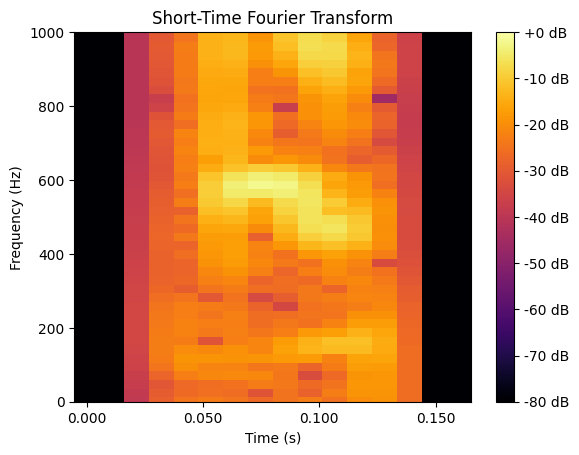 Short-Time Fourier Transform
1000
800
600
400
200
0
Frequency (Hz)
0.000
0.050
0.100
0.150
Time (s)
+0 dB
-10 dB
-20 dB
-30 dB
-40 dB
-50 dB
-60 dB
-70 dB
-80 dB